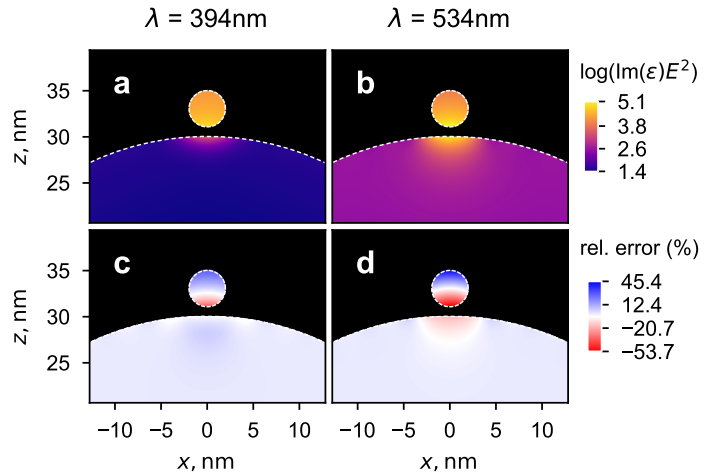 λ = 394nm
λ = 534nm
a
b
c
d
35
30
25
35
30
25
z, nm
z, nm
−10
−5
0
5
10
−10
−5
0
5
10
x, nm
x, nm
log(Im(ε)E²)
5.1
3.8
2.6
1.4
rel. error (%)
45.4
12.4
−20.7
−53.7